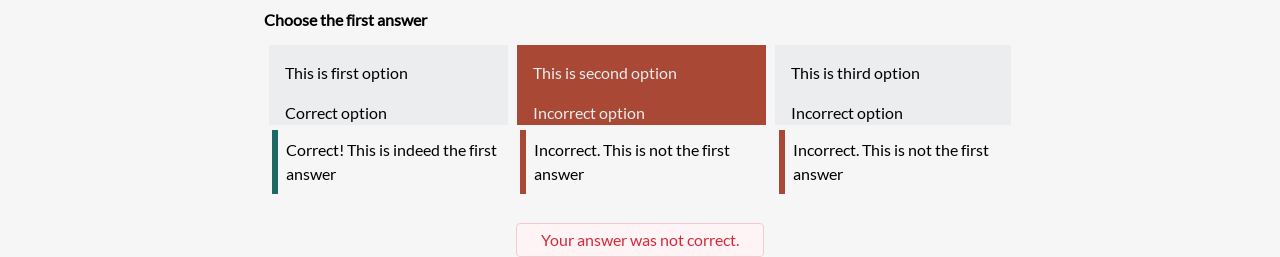 Choose the first answer
This is first option
Correct option
Correct! This is indeed the first
answer
This is second option
Incorrect option
Incorrect. This is not the first
answer
This is third option
Incorrect option
Incorrect. This is not the first
answer
Your answer was not correct.